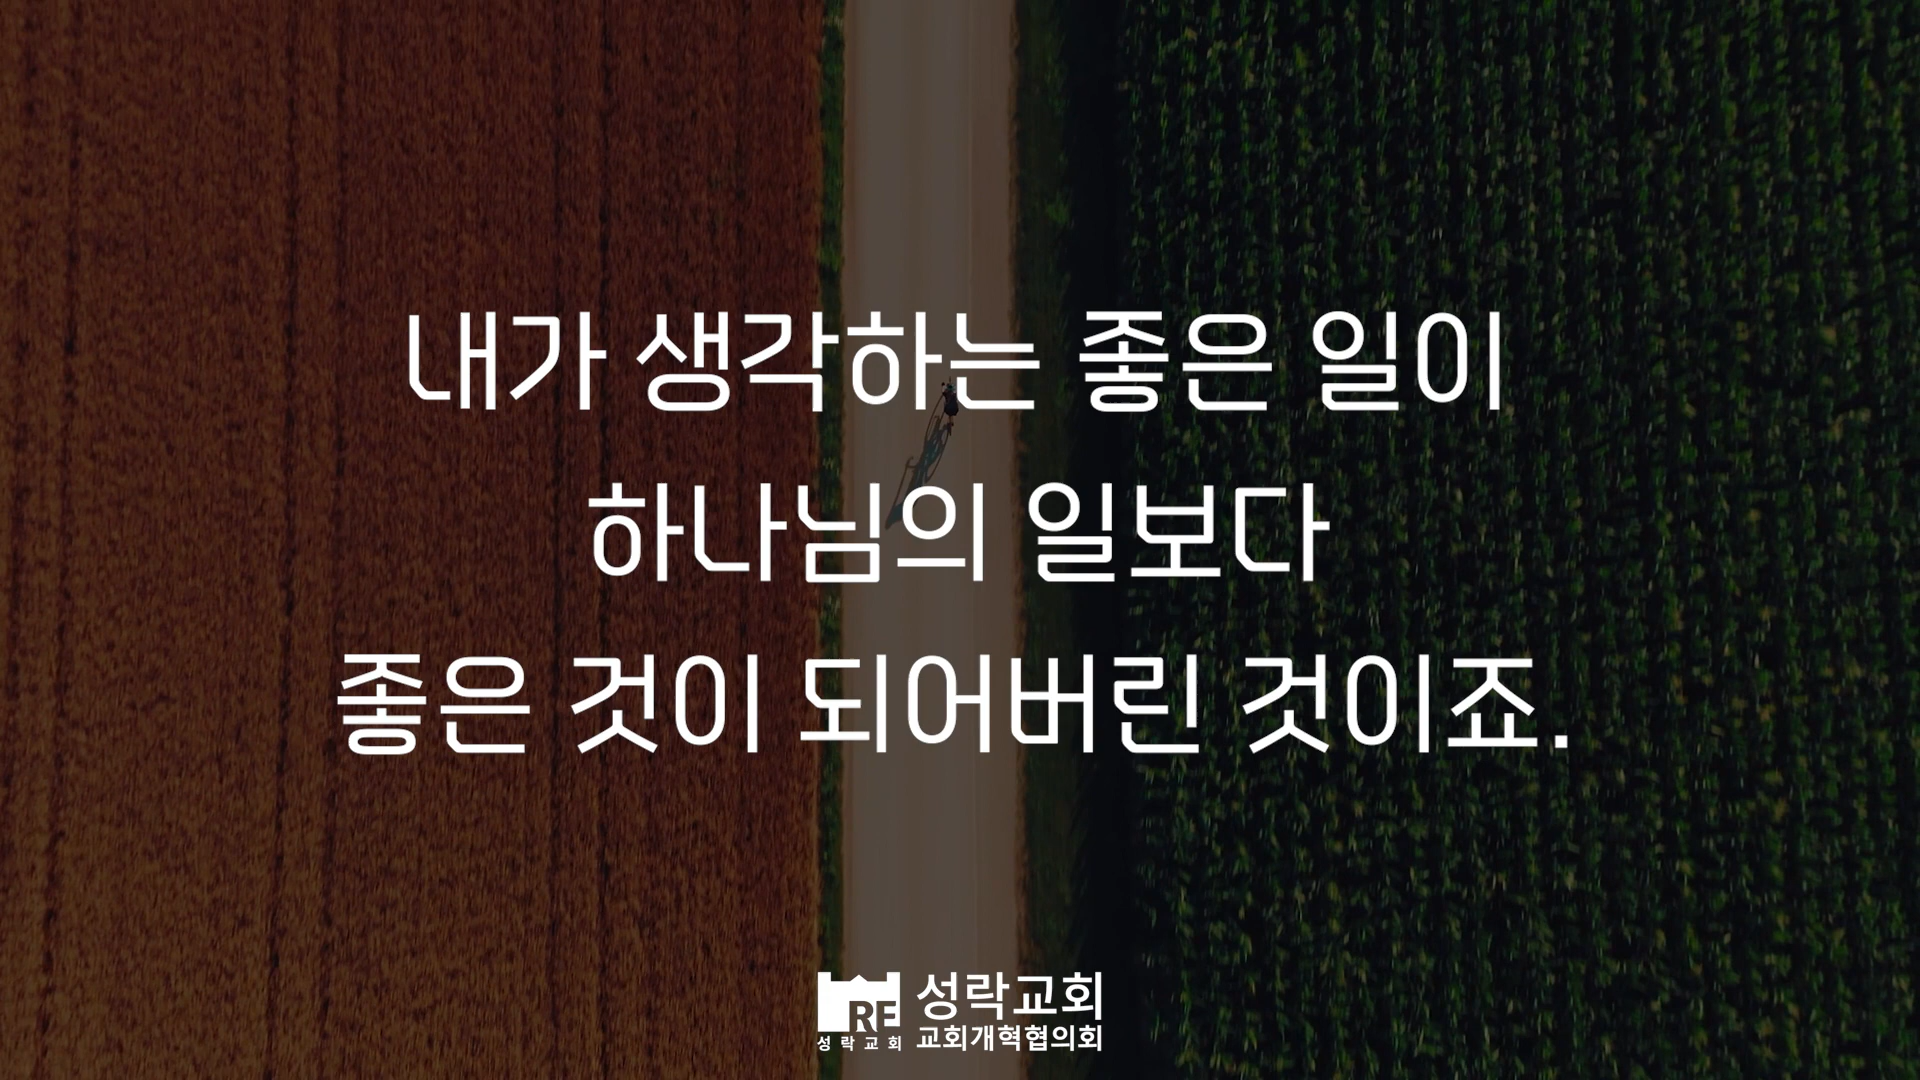 내가 생각하는 좋은 일이
하나님의 일보다
좋은 것이 되어버린 것이죠.
RE
성락교회
성락교회
교회개혁협의회